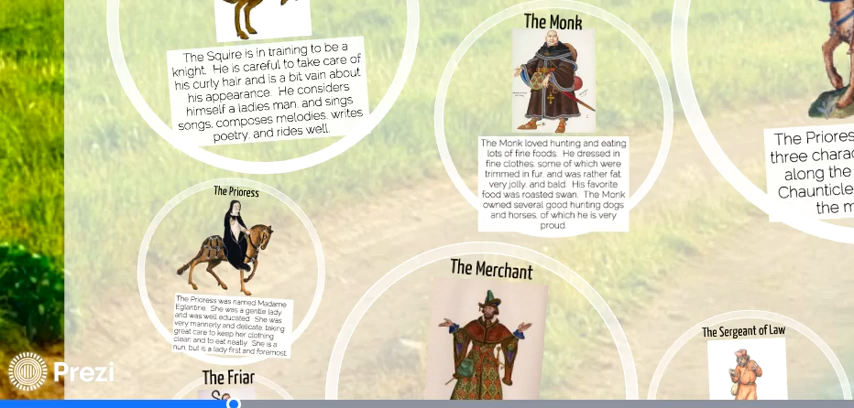 The Squire is in training to be a
knight. He is careful to take care of
his curly hair and is a bit vain about
his appearance. He considers
himself a ladies man, and sings
songs, composes melodies, writes
poetry, and rides well.
The Monk
The Monk loved hunting and eating
lots of fine foods. He dressed in
fine clothes, some of which were
trimmed in fur, and was rather fat,
very jolly, and bald. His favorite
food was roasted swan. The Monk
owned several good hunting dogs
and horses, of which he is very
proud.
The Priores
three charac
along the
Chaunticle
the m
The Prioress
The Prioress was named Madame
Eglantine. She was a gentle lady
and was well educated. She was
very mannerly and delicate, taking
great care to keep her clothing
clean and to eat neatly. She is a
nun, but is a lady first and foremost.
The Merchant
The Sergeant of Law
The Friar
Prezi